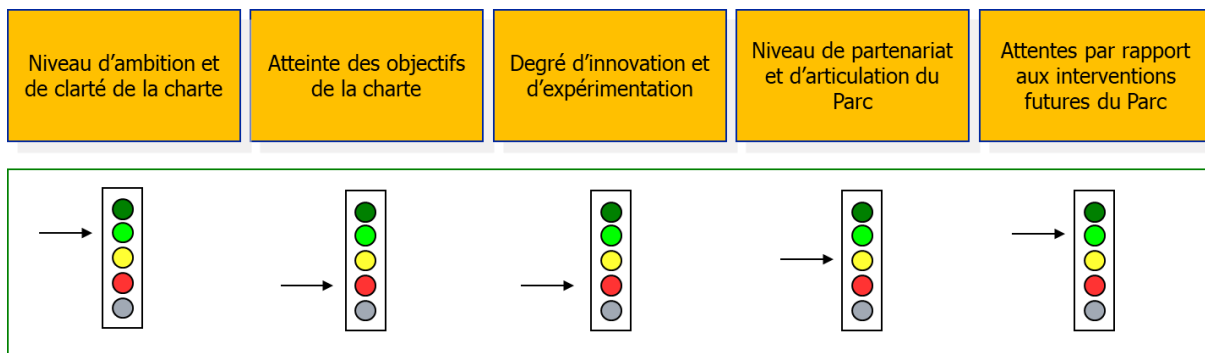 Niveau d’ambition et
de clarté de la charte
Atteinte des objectifs
de la charte
Degré d’innovation et
d’expérimentation
Niveau de partenariat
et d’articulation du
Parc
Attentes par rapport
aux interventions
futures du Parc